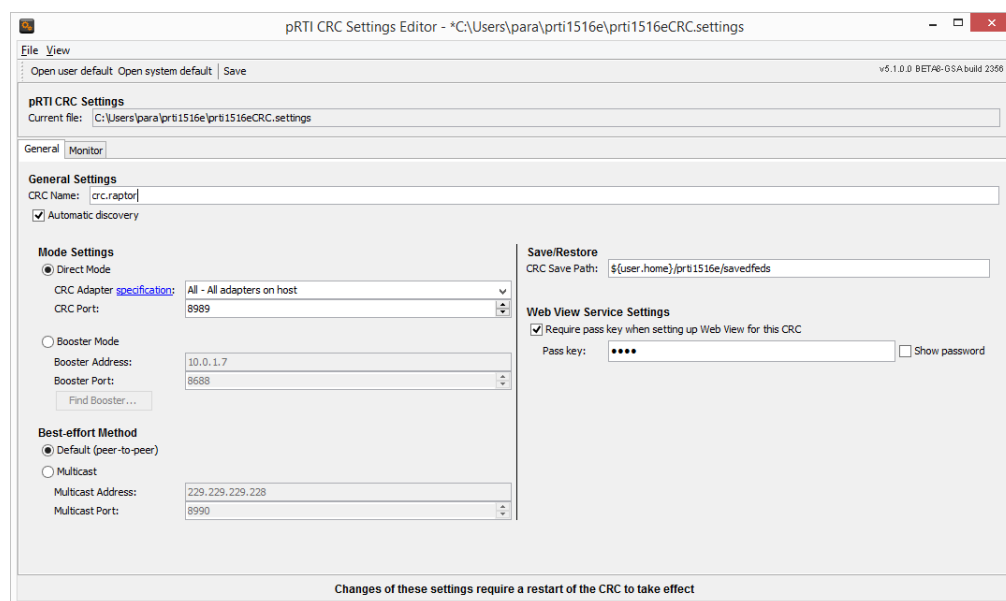 pRTI CRC Settings Editor - *C:\Users\para\prti1516e\prti1516eCRC.settings
File View
Open user default Open system default Save
v5.1.0.0 BETA8-GSA build 2356
pRTI CRC Settings
Current file: C:\Users\para\prti1516e\prti1516eCRC.settings
General Monitor
General Settings
CRC Name: crc.raptor
Automatic discovery
Mode Settings
Direct Mode
CRC Adapter specification: All - All adapters on host
CRC Port: 8989
Booster Mode
Booster Address: 10.0.1.7
Booster Port: 8688
Find Booster...
Best-effort Method
Default (peer-to-peer)
Multicast
Multicast Address: 229.229.229.228
Multicast Port: 8990
Save/Restore
CRC Save Path: ${user.home}/prti1516e/savedfeds
Web View Service Settings
Require pass key when setting up Web View for this CRC
Pass key: •••• Show password
Changes of these settings require a restart of the CRC to take effect